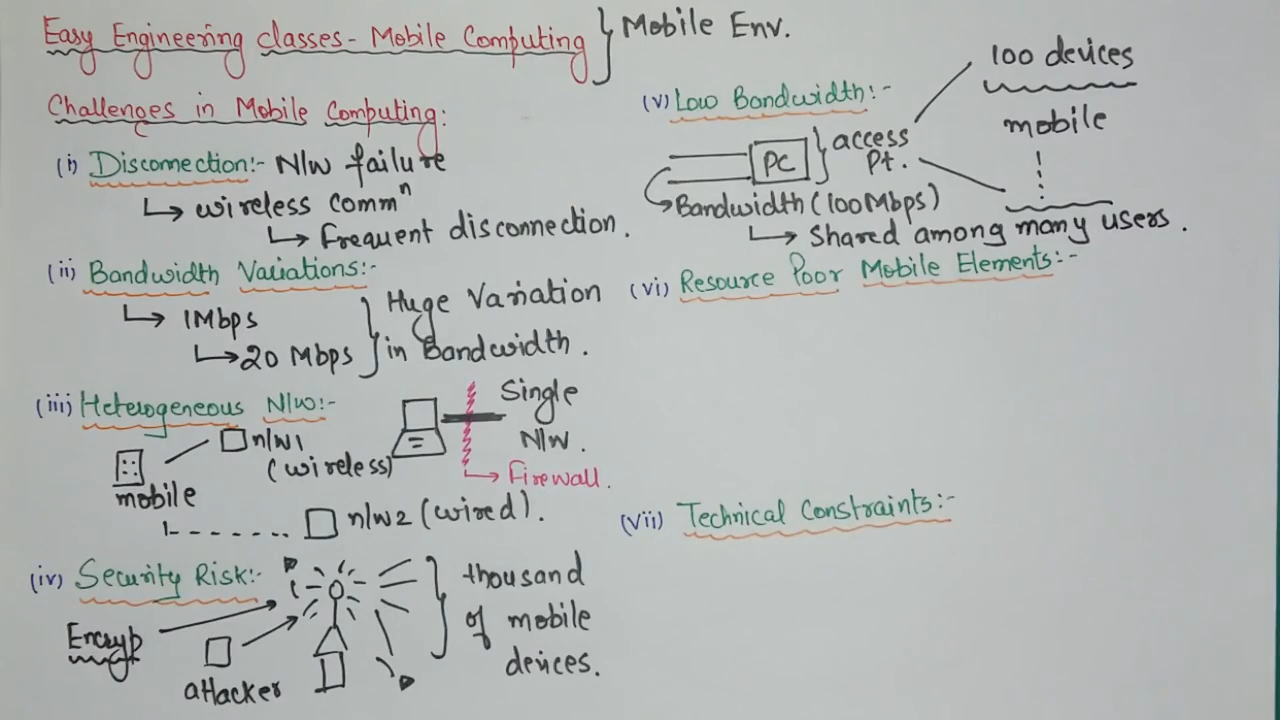 Easy Engineering classes- Mobile Computing } Mobile Env.
Challenges in Mobile Computing:
(i) Disconnection:- N/w failure
↳ wireless commⁿ
↳ Frequent disconnection.
(ii) Bandwidth Variations:-
↳ 1Mbps
↳ 20 Mbps
} Huge Variation
in Bandwidth.
(iii) Heterogeneous N/w:-
n/w1
(wireless)
mobile
n/w2 (wired).
Single
N/W.
↳ Firewall.
(iv) Security Risk:-
Encryp
attacker
thousand
of mobile
devices.
(v) Low Bandwidth:-
PC } access
Pt.
100 devices
mobile
Bandwidth (100Mbps)
↳ Shared among many users.
(vi) Resource Poor Mobile Elements:-
(vii) Technical Constraints:-